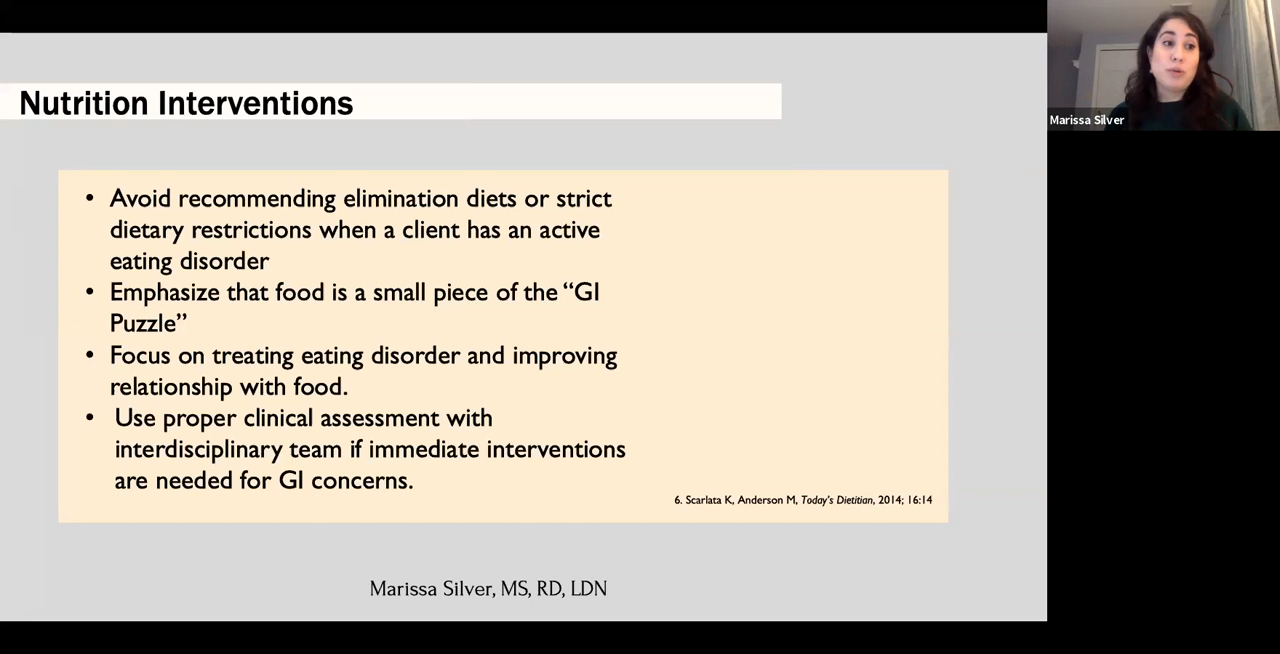 Nutrition Interventions
Marissa Silver
• Avoid recommending elimination diets or strict
dietary restrictions when a client has an active
eating disorder
• Emphasize that food is a small piece of the “GI
Puzzle”
• Focus on treating eating disorder and improving
relationship with food.
• Use proper clinical assessment with
interdisciplinary team if immediate interventions
are needed for GI concerns.
6. Scarlata K, Anderson M, Today’s Dietitian, 2014; 16:14
Marissa Silver, MS, RD, LDN